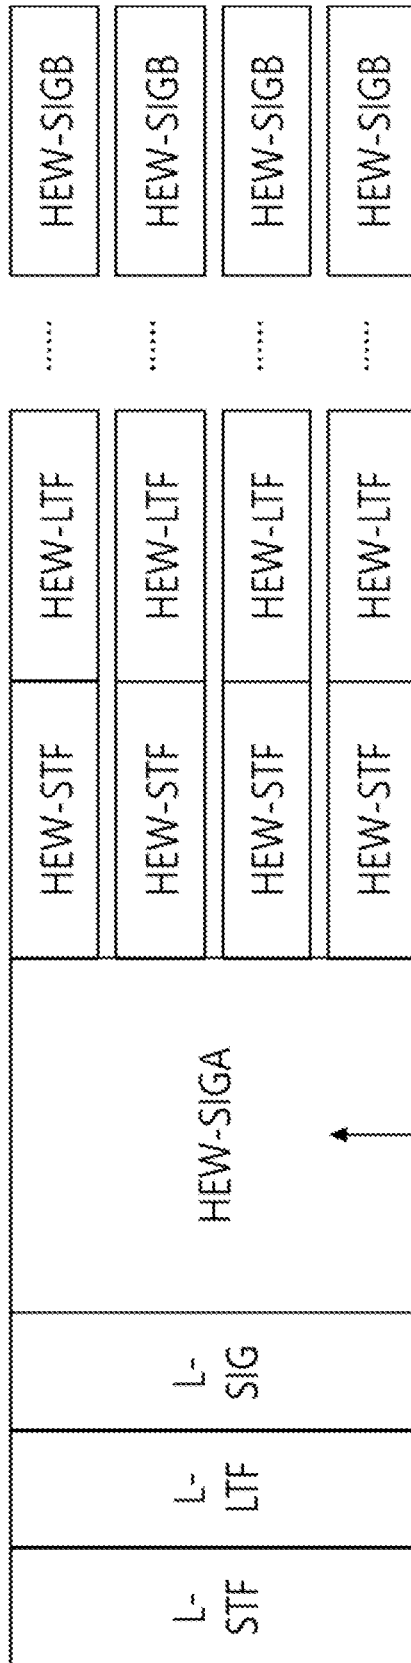 L-
STF
L-
LTF
L-
SIG
HEW-SIGA
HEW-STF
HEW-LTF
......
HEW-SIGB
HEW-STF
HEW-LTF
......
HEW-SIGB
HEW-STF
HEW-LTF
......
HEW-SIGB
HEW-STF
HEW-LTF
......
HEW-SIGB